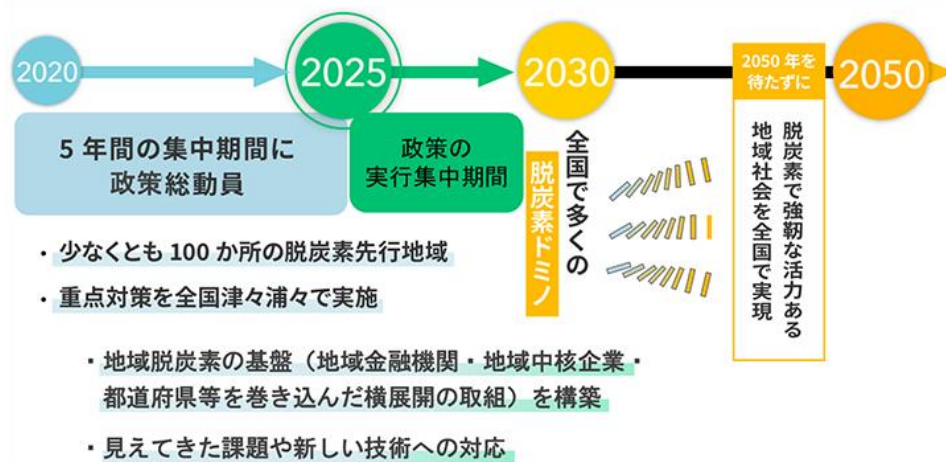 2020
2025
2030
2050
5年間の集中期間に
政策総動員
政策の
実行集中期間
全国で多くの
脱炭素ドミノ
2050年を
待たずに
脱炭素で強靭な活力ある
地域社会を全国で実現
・少なくとも100か所の脱炭素先行地域
・重点対策を全国津々浦々で実施
・地域脱炭素の基盤（地域金融機関・地域中核企業・
都道府県等を巻き込んだ横展開の取組）を構築
・見えてきた課題や新しい技術への対応